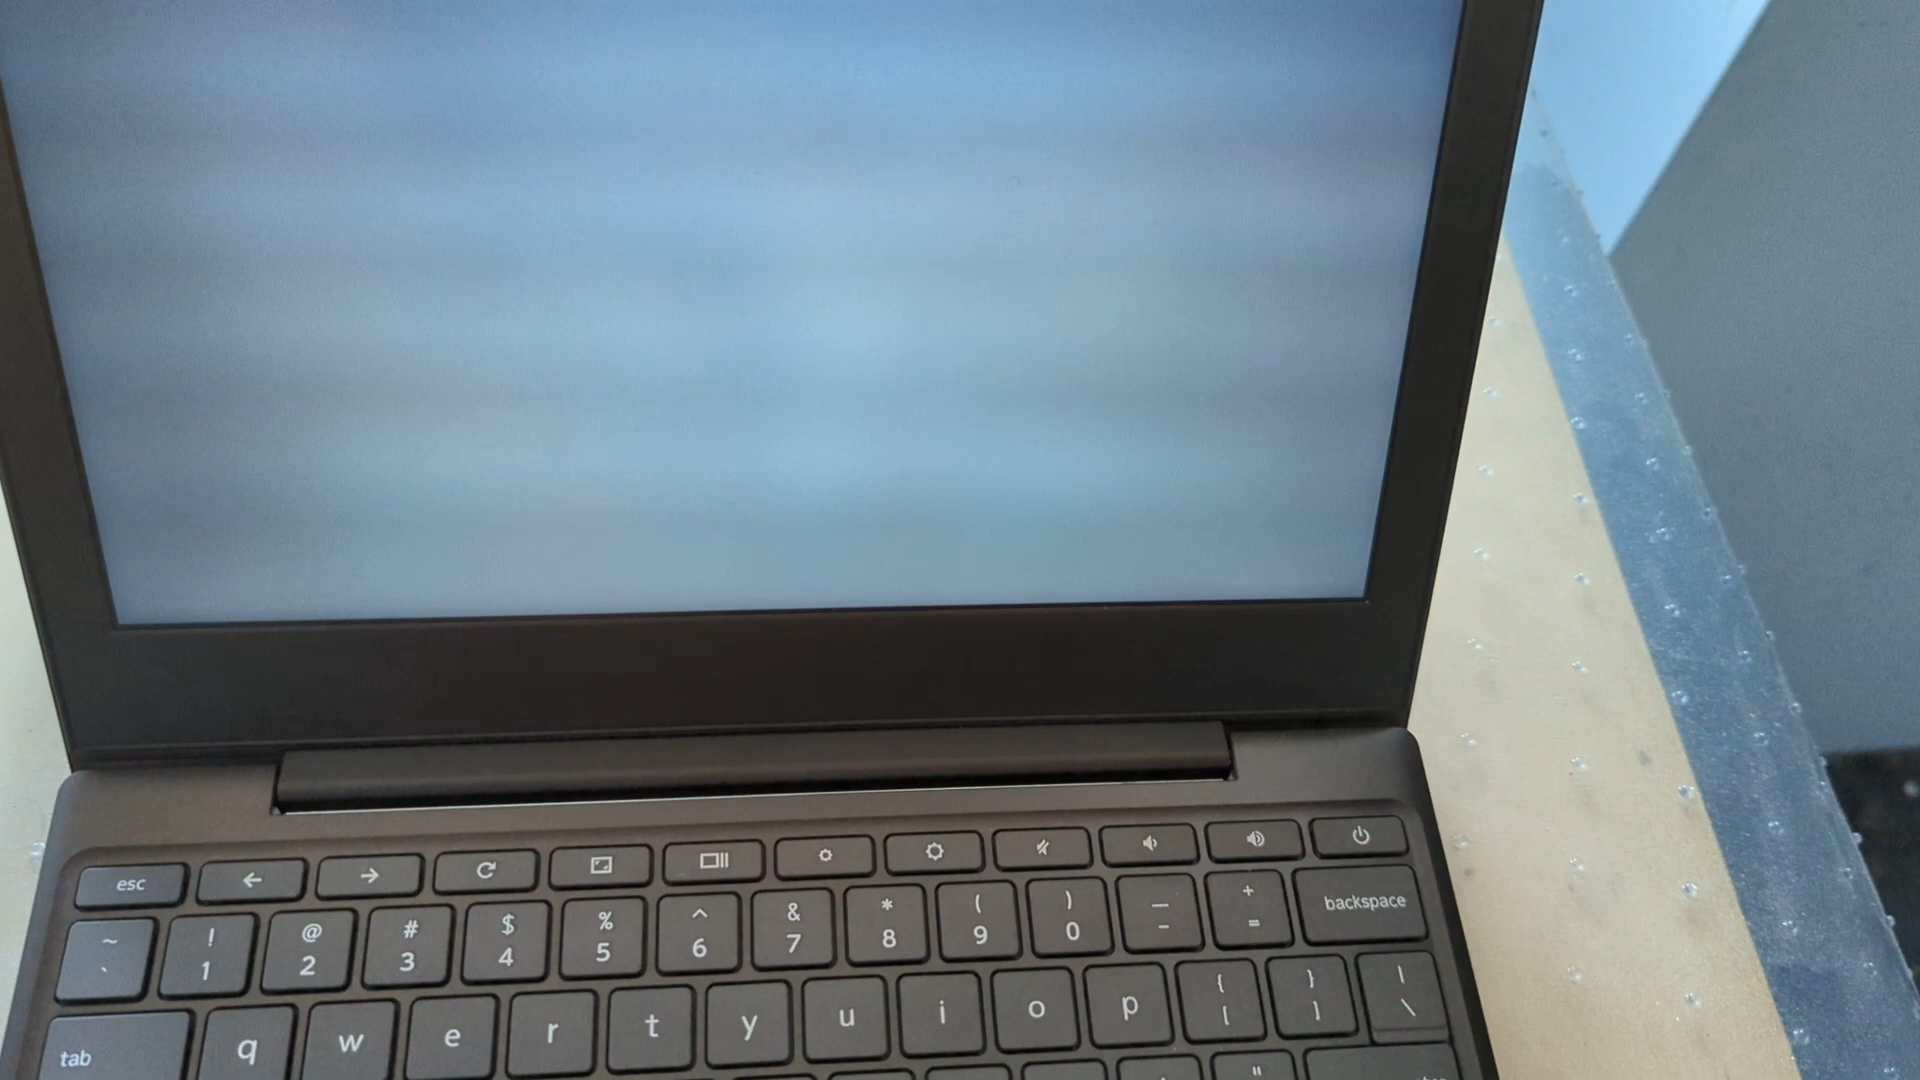 esc
~ ! @ # $ % ^ & * ( ) — +
` 1 2 3 4 5 6 7 8 9 0 - = backspace
tab q w e r t y u i o p { [ } ] | \
"